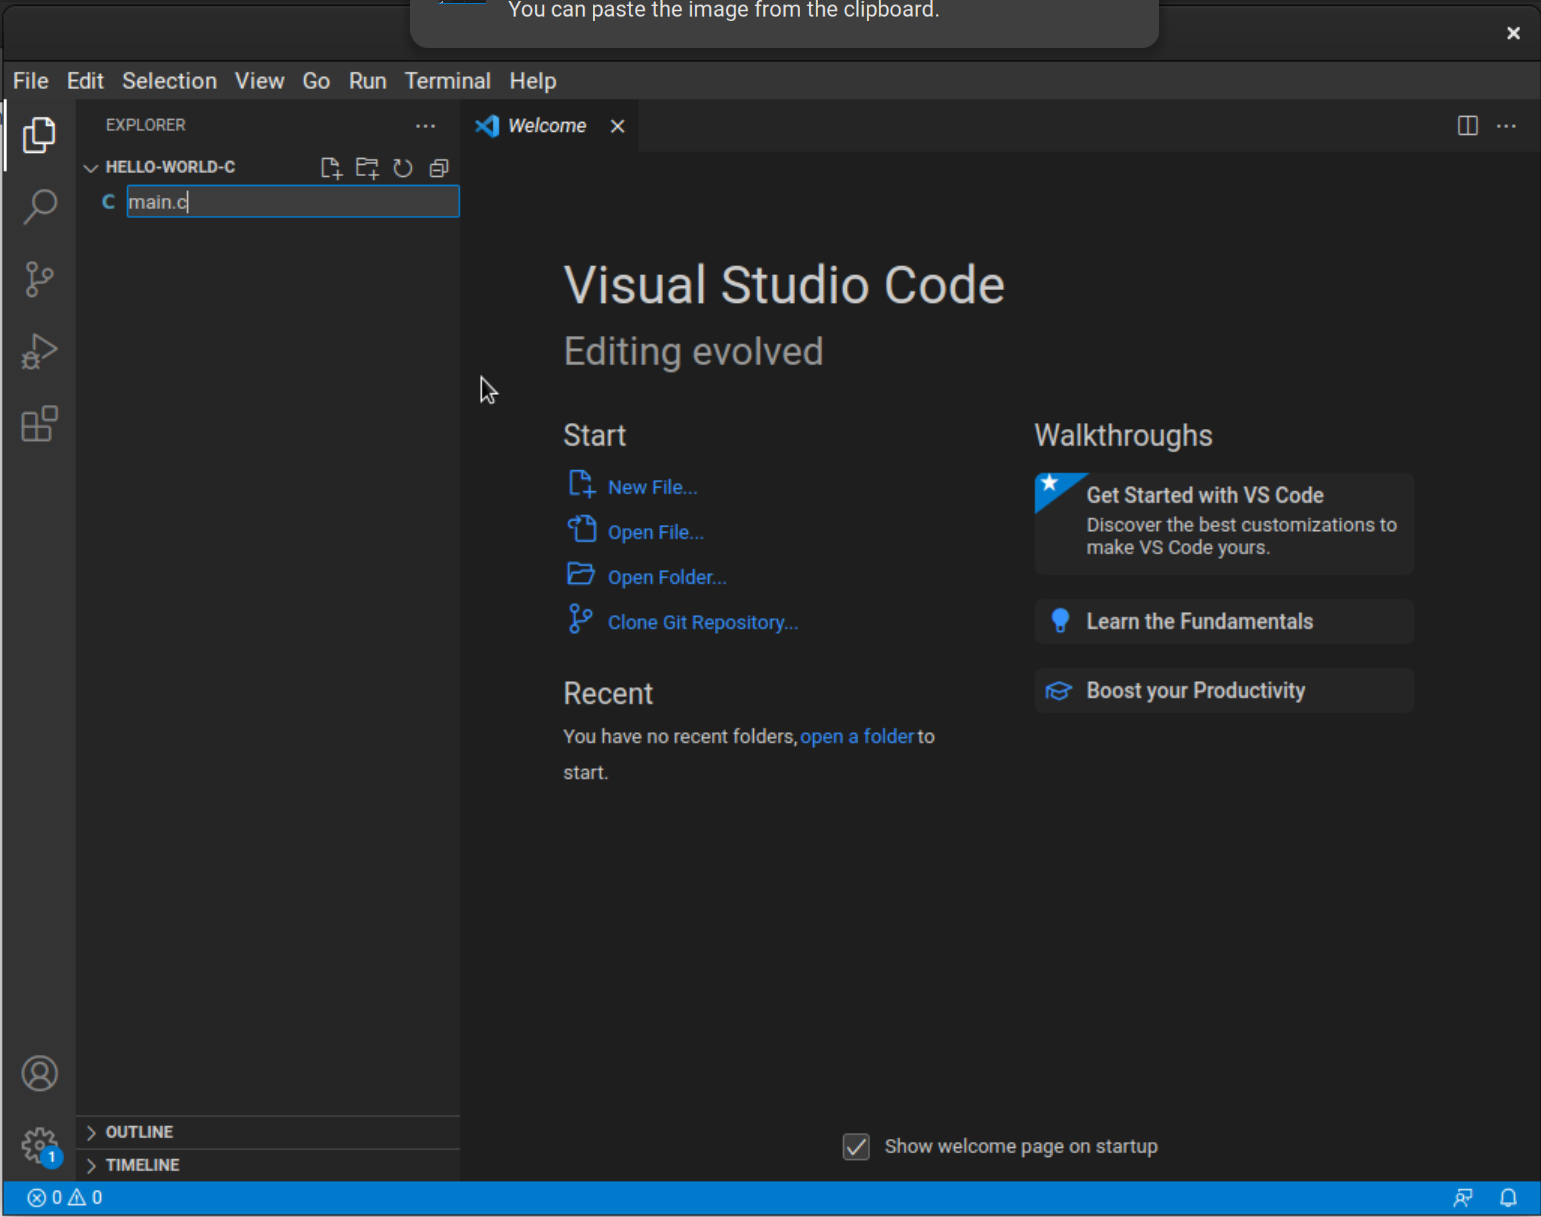 You can paste the image from the clipboard.
File Edit Selection View Go Run Terminal Help
EXPLORER
Welcome
HELLO-WORLD-C
C main.c
Visual Studio Code
Editing evolved
Start
New File...
Open File...
Open Folder...
Clone Git Repository...
Recent
You have no recent folders, open a folder to
start.
Walkthroughs
Get Started with VS Code
Discover the best customizations to
make VS Code yours.
Learn the Fundamentals
Boost your Productivity
Show welcome page on startup
OUTLINE
TIMELINE
1
0 0